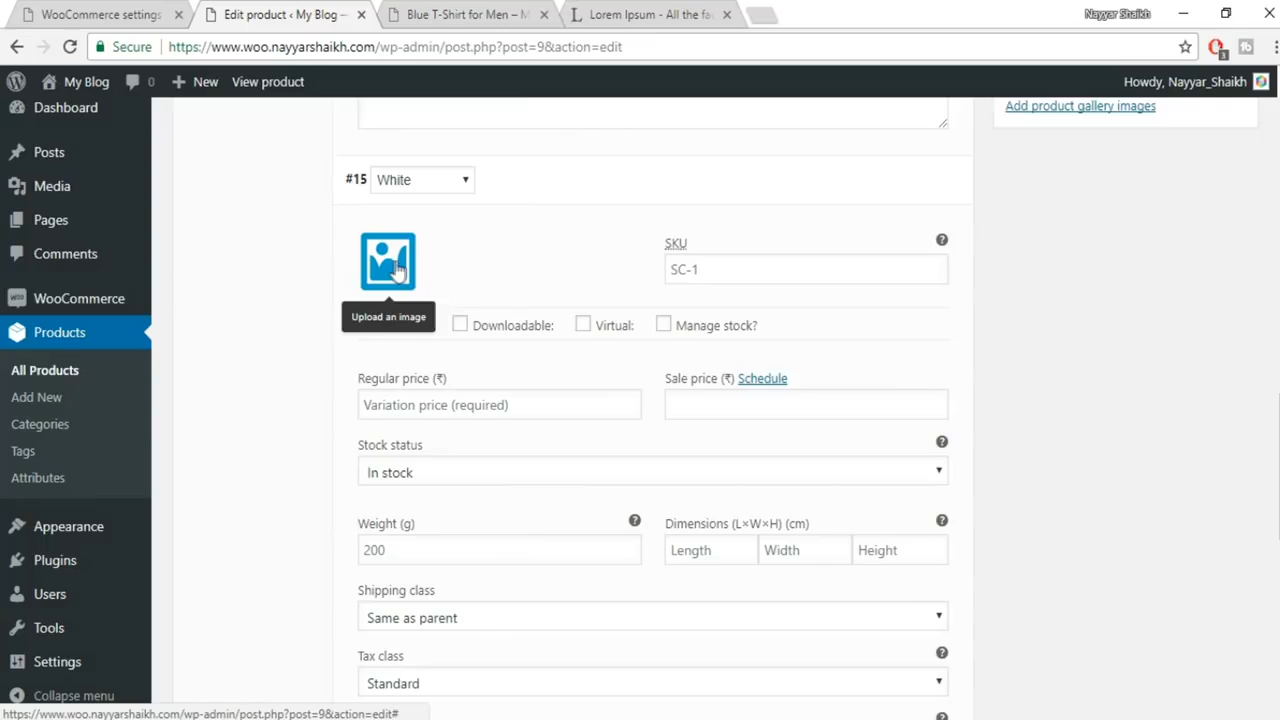 WooCommerce settings
Edit product ‹ My Blog —
Blue T-Shirt for Men – M
Lorem Ipsum - All the fa
Nayyar Shaikh
Secure https://www.woo.nayyarshaikh.com/wp-admin/post.php?post=9&action=edit
3
My Blog 0 New View product Howdy, Nayyar_Shaikh
Dashboard
Posts
Media
Pages
Comments
WooCommerce
Products
All Products
Add New
Categories
Tags
Attributes
Appearance
Plugins
Users
Tools
Settings
Collapse menu
Add product gallery images
#15 White
SKU
SC-1
Upload an image
Downloadable: Virtual: Manage stock?
Regular price (₹) Sale price (₹) Schedule
Variation price (required)
Stock status
In stock
Weight (g) Dimensions (L×W×H) (cm)
200 Length Width Height
Shipping class
Same as parent
Tax class
Standard
https://www.woo.nayyarshaikh.com/wp-admin/post.php?post=9&action=edit#